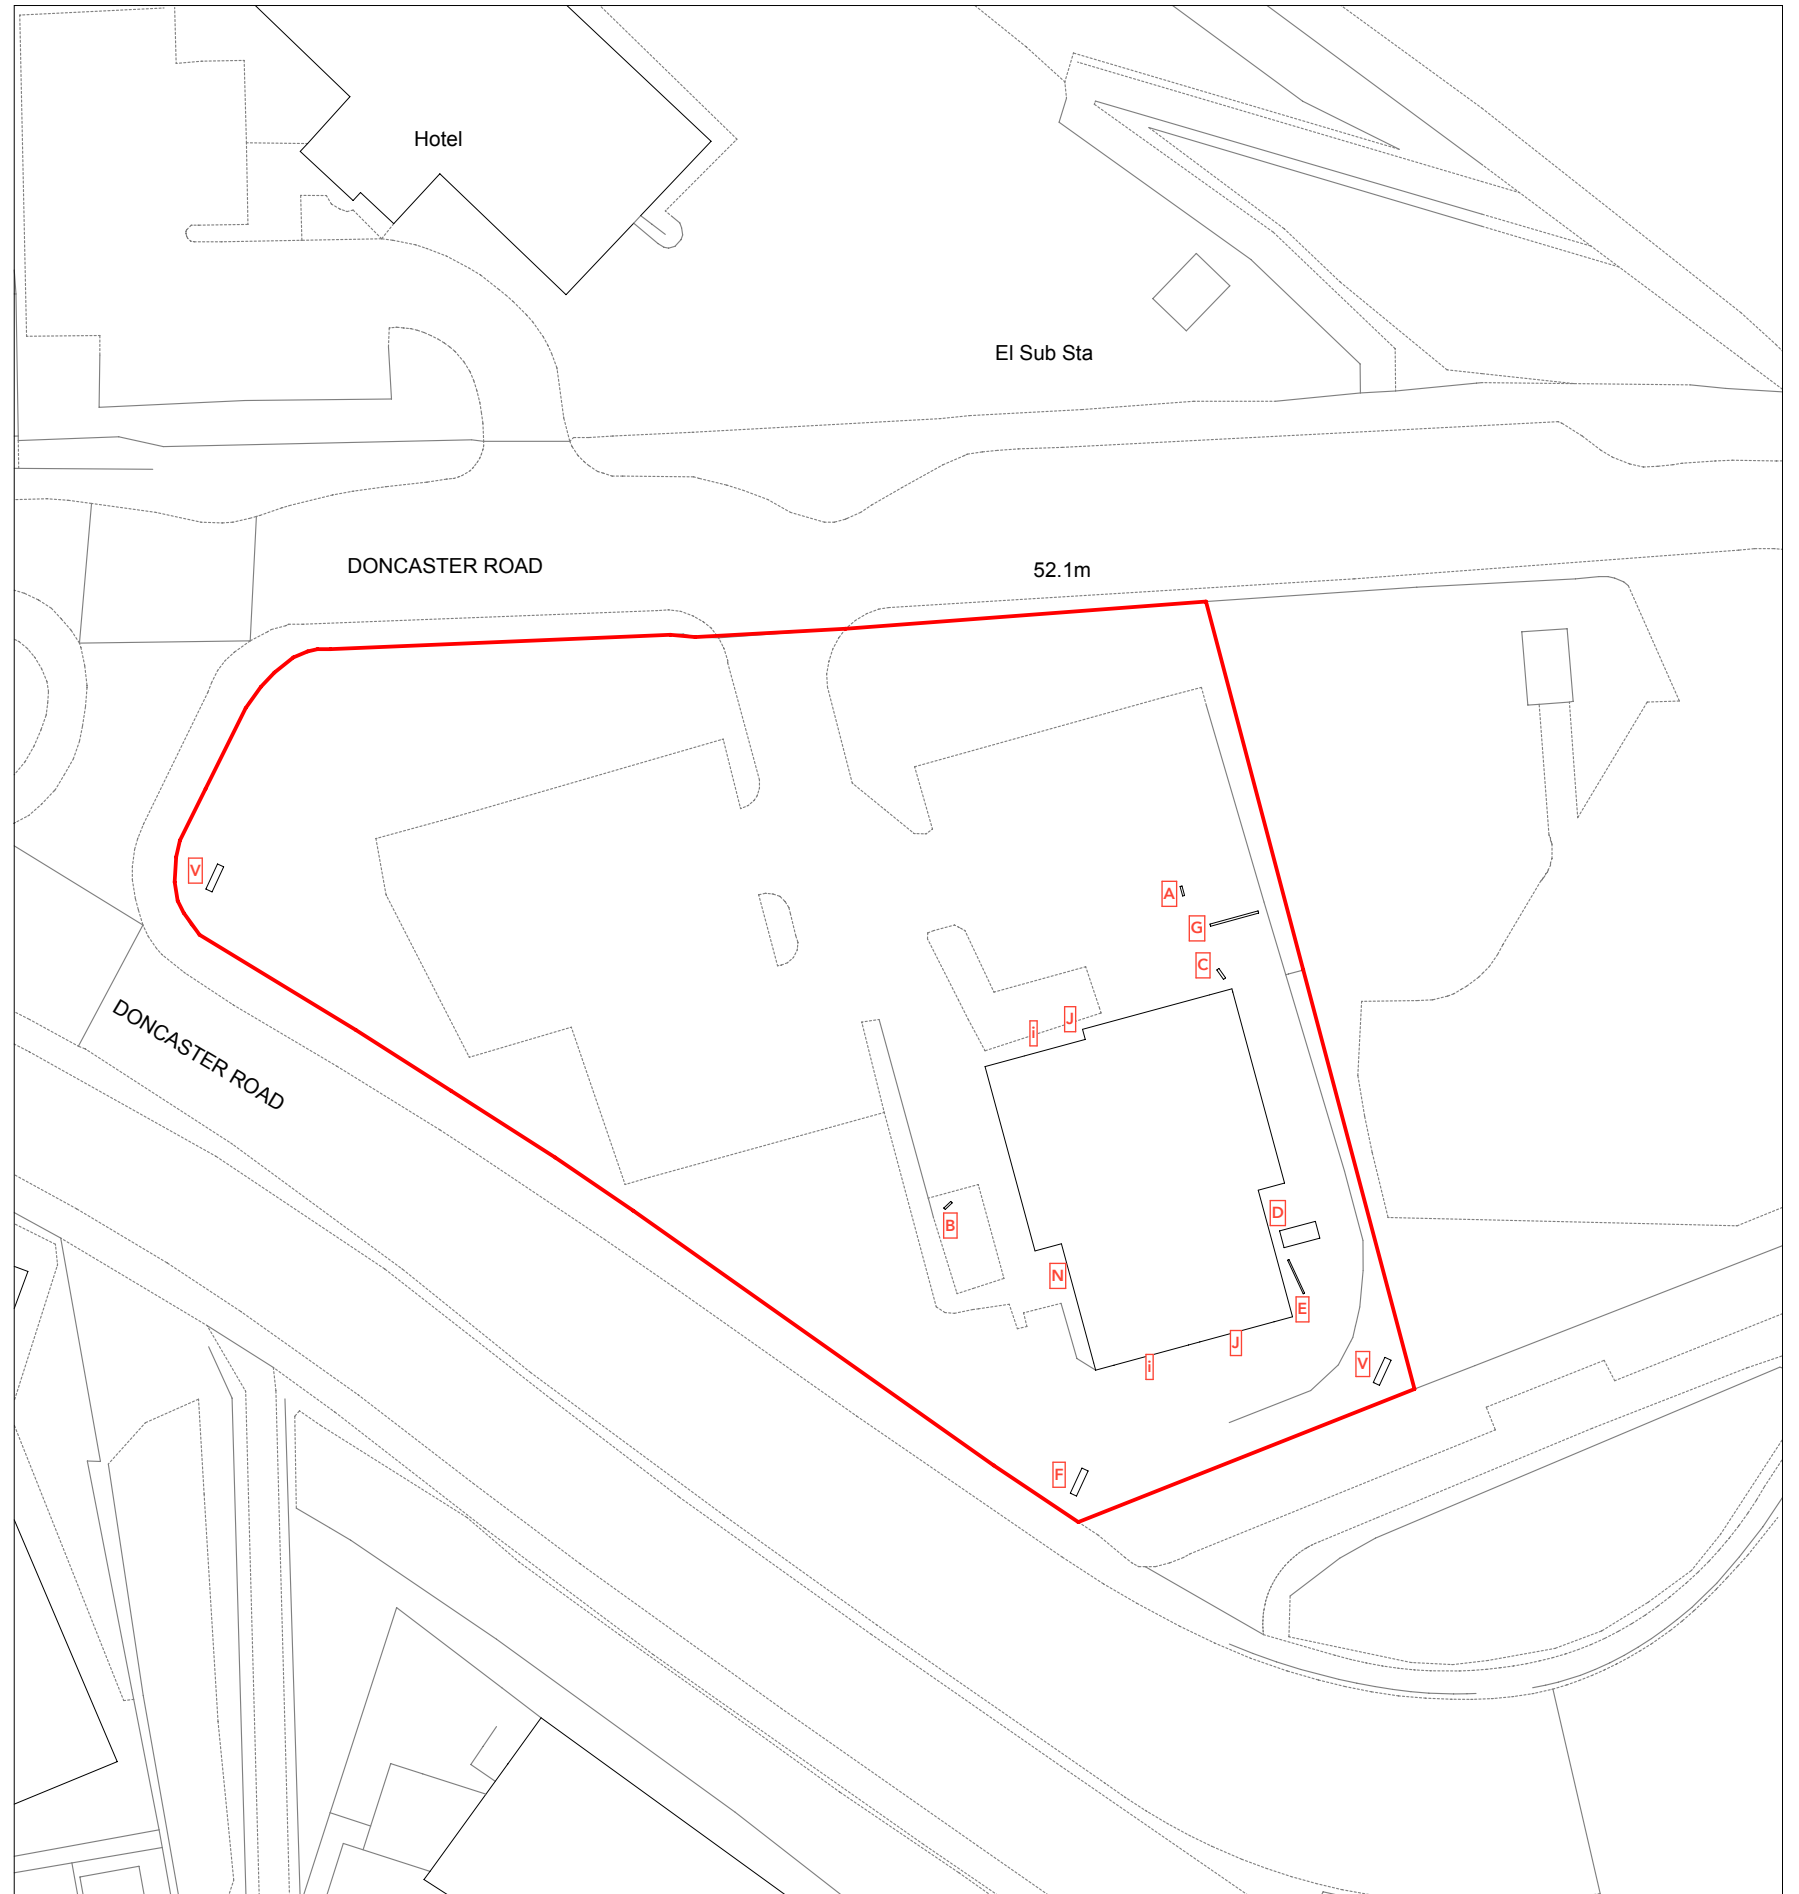 Hotel
El Sub Sta
DONCASTER ROAD
52.1m
V
A
G
C
DONCASTER ROAD
J
i
D
B
N
E
J
V
i
F